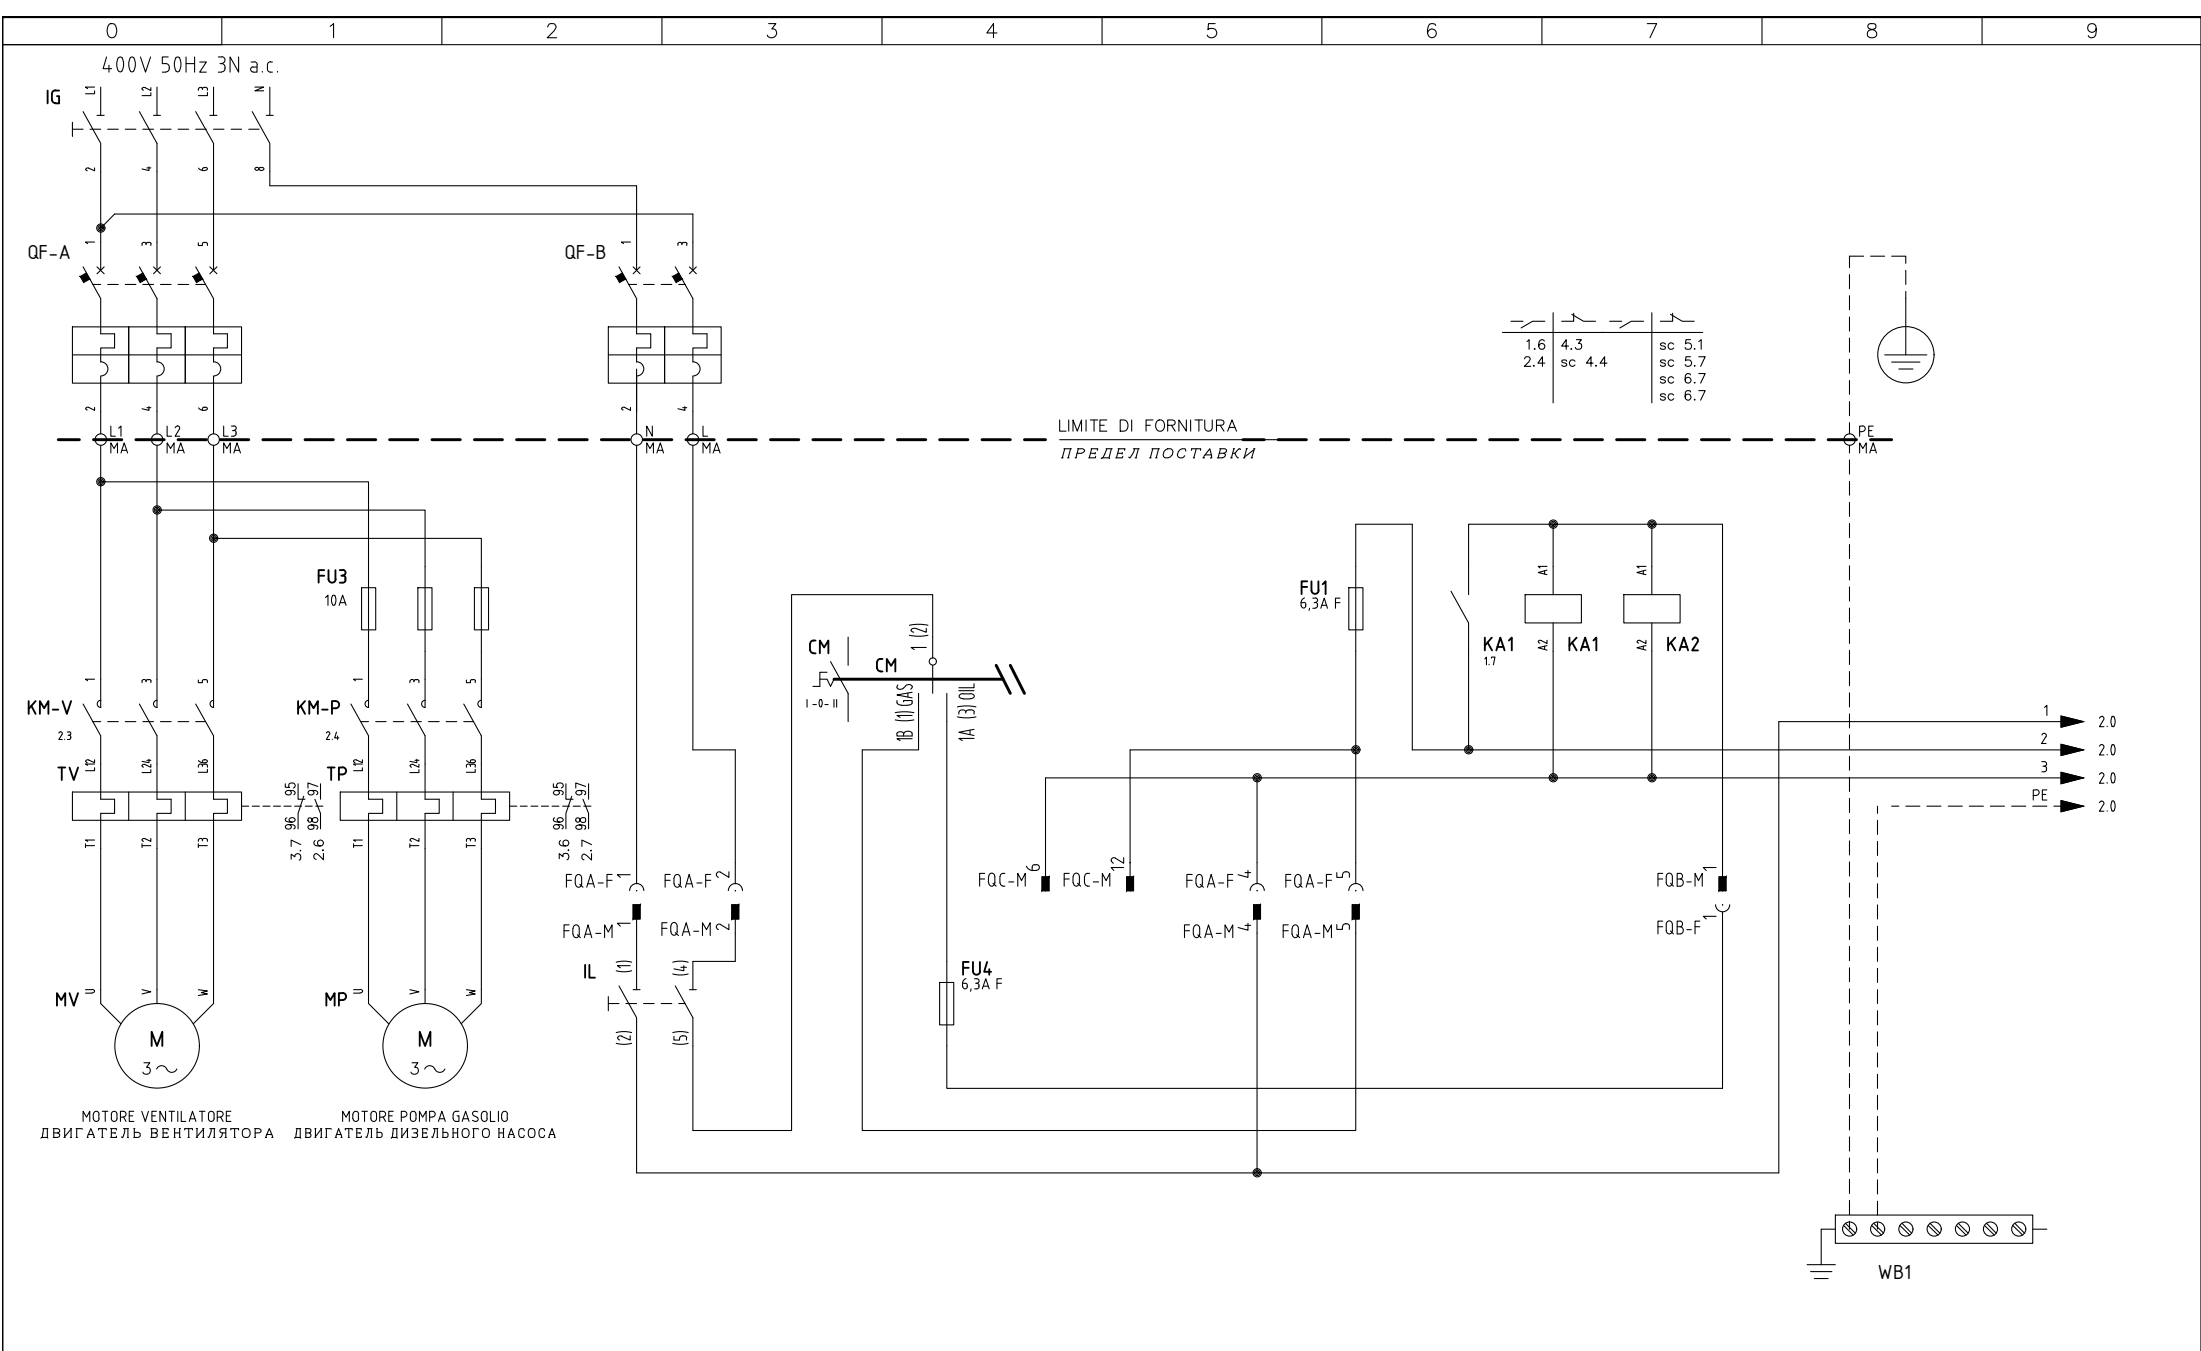 0 1 2 3 4 5 6 7 8 9
400V 50Hz 3N a.c.
IG
L1 L2 L3 N
2 4 6 8
QF-A
1 3 5
QF-B
1 3
1.6 4.3 sc 5.1
2.4 sc 4.4 sc 5.7
sc 6.7
sc 6.7
2 4 6
2 4
L1 L2 L3 N L PE
MA MA MA MA MA MA
LIMITE DI FORNITURA
ПРЕДЕЛ ПОСТАВКИ
FU3
10A
FU1
6,3A F
A1 A1
KA1
1.7
A2 KA1
A2 KA2
CM
CM
1 (2)
I-0-II
1B (1) GAS
1A (3) OIL
1 3 5
1 3 5
KM-V
2.3
KM-P
2.4
1 2.0
2 2.0
3 2.0
PE 2.0
TV
L12 L24 L36
TP
L12 L24 L36
95 97
96 98
3.7 2.6
95 97
96 98
3.6 2.7
T1 T2 T3
T1 T2 T3
FQA-F 1
FQA-F 2
FQC-M 6
FQC-M 12
FQA-F 4
FQA-F 5
FQB-M 1
FQA-M 1
FQA-M 2
FQA-M 4
FQA-M 5
FQB-F 1
IL
(1) (4)
(2) (5)
FU4
6,3A F
MV
U V W
MP
U V W
M
3
M
3
MOTORE VENTILATORE
ДВИГАТЕЛЬ ВЕНТИЛЯТОРА
MOTORE POMPA GASOLIO
ДВИГАТЕЛЬ ДИЗЕЛЬНОГО НАСОСА
WB1